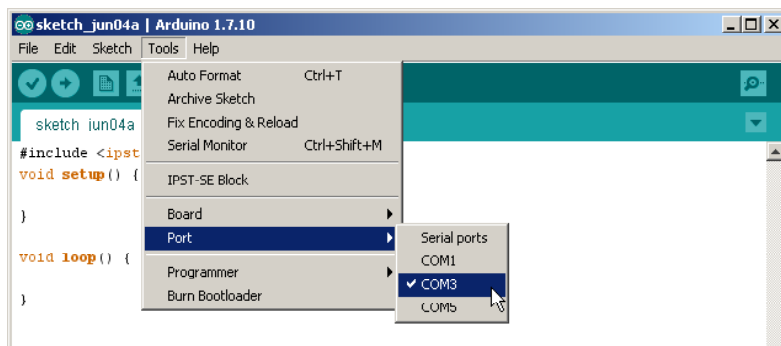 sketch_jun04a | Arduino 1.7.10
File Edit Sketch Tools Help
sketch jun04a
#include <ipst
void setup() {
}
void loop() {
}
Auto Format Ctrl+T
Archive Sketch
Fix Encoding & Reload
Serial Monitor Ctrl+Shift+M
IPST-SE Block
Board
Port
Programmer
Burn Bootloader
Serial ports
COM1
COM3
COM5